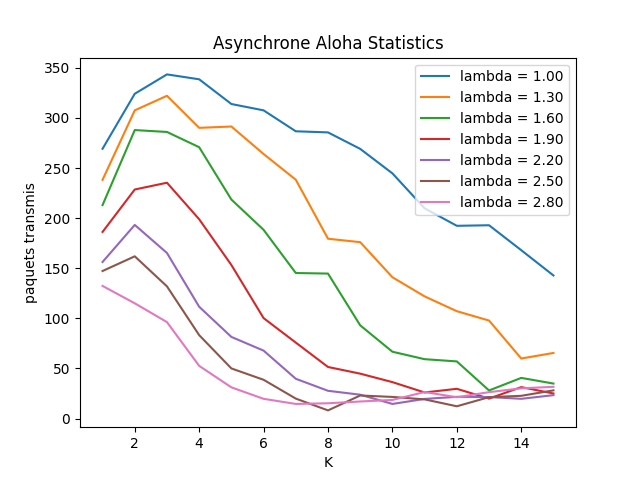 Asynchrone Aloha Statistics
350
300
250
200
150
100
50
0
paquets transmis
lambda = 1.00
lambda = 1.30
lambda = 1.60
lambda = 1.90
lambda = 2.20
lambda = 2.50
lambda = 2.80
2 4 6 8 10 12 14
K